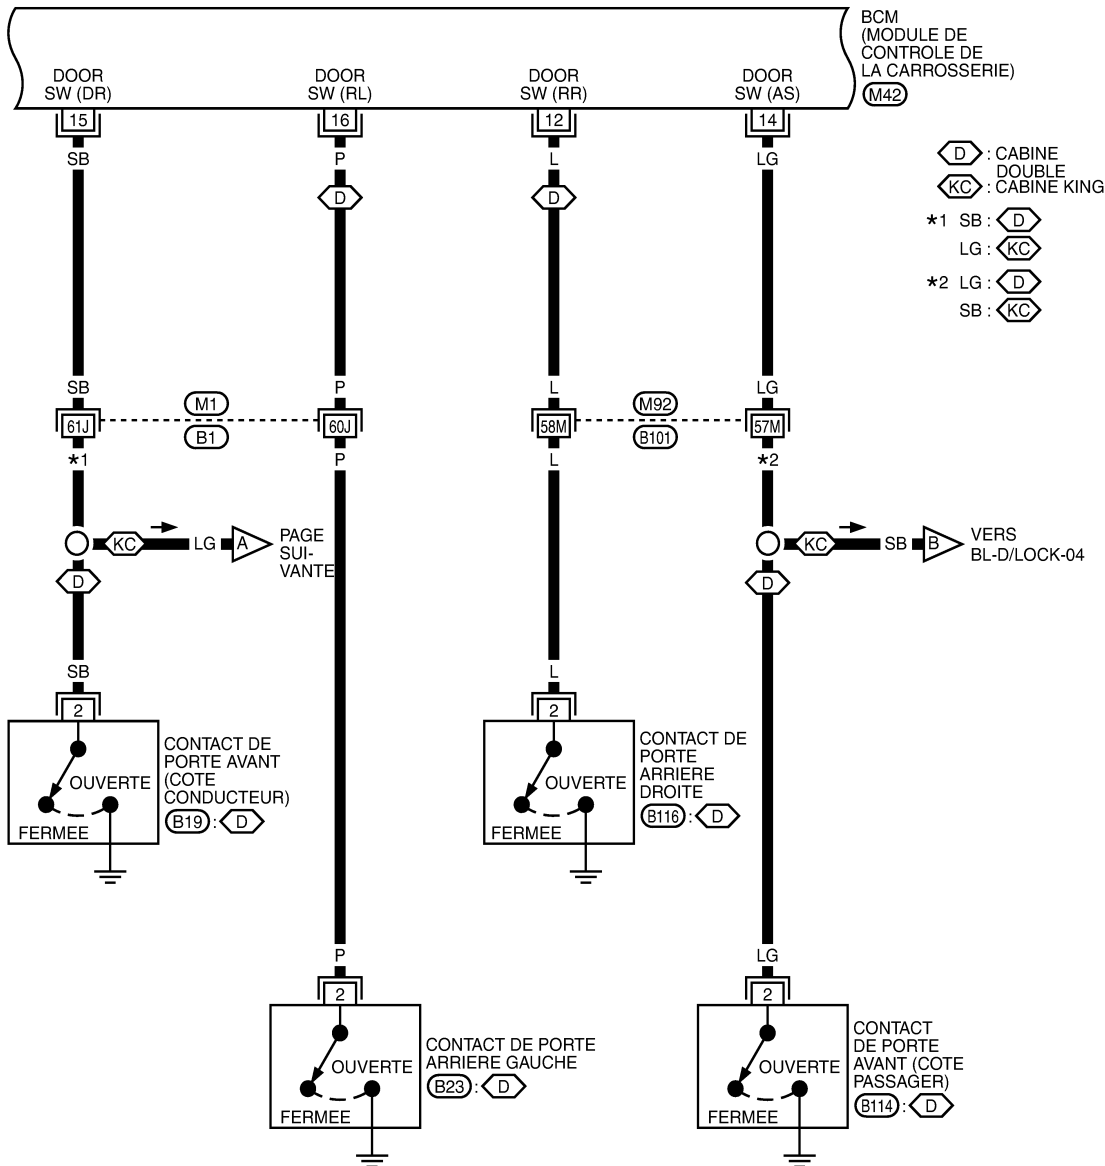 BCM
(MODULE DE
CONTROLE DE
LA CARROSSERIE)
M42
DOOR
SW (DR)
DOOR
SW (RL)
DOOR
SW (RR)
DOOR
SW (AS)
15
16
12
14
SB
P
L
LG
D
D
D : CABINE
DOUBLE
KC : CABINE KING
*1 SB : D
LG : KC
*2 LG : D
SB : KC
SB
P
L
LG
M1
M92
61J
60J
58M
57M
B1
B101
*1
P
L
*2
KC
LG
A
PAGE
SUI-
VANTE
KC
SB
B
VERS
BL-D/LOCK-04
D
D
SB
L
2
2
CONTACT DE
PORTE AVANT
(COTE
CONDUCTEUR)
B19 : D
OUVERTE
FERMEE
CONTACT DE
PORTE
ARRIERE
DROITE
B116 : D
OUVERTE
FERMEE
P
LG
2
2
CONTACT DE PORTE
ARRIERE GAUCHE
B23 : D
OUVERTE
FERMEE
CONTACT
DE PORTE
AVANT (COTE
PASSAGER)
B114 : D
OUVERTE
FERMEE